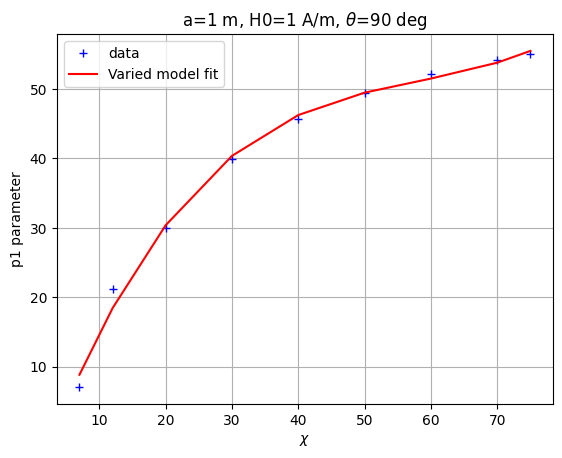 a=1 m, H0=1 A/m, θ=90 deg
data
Varied model fit
p1 parameter
50
40
30
20
10
10 20 30 40 50 60 70
χ